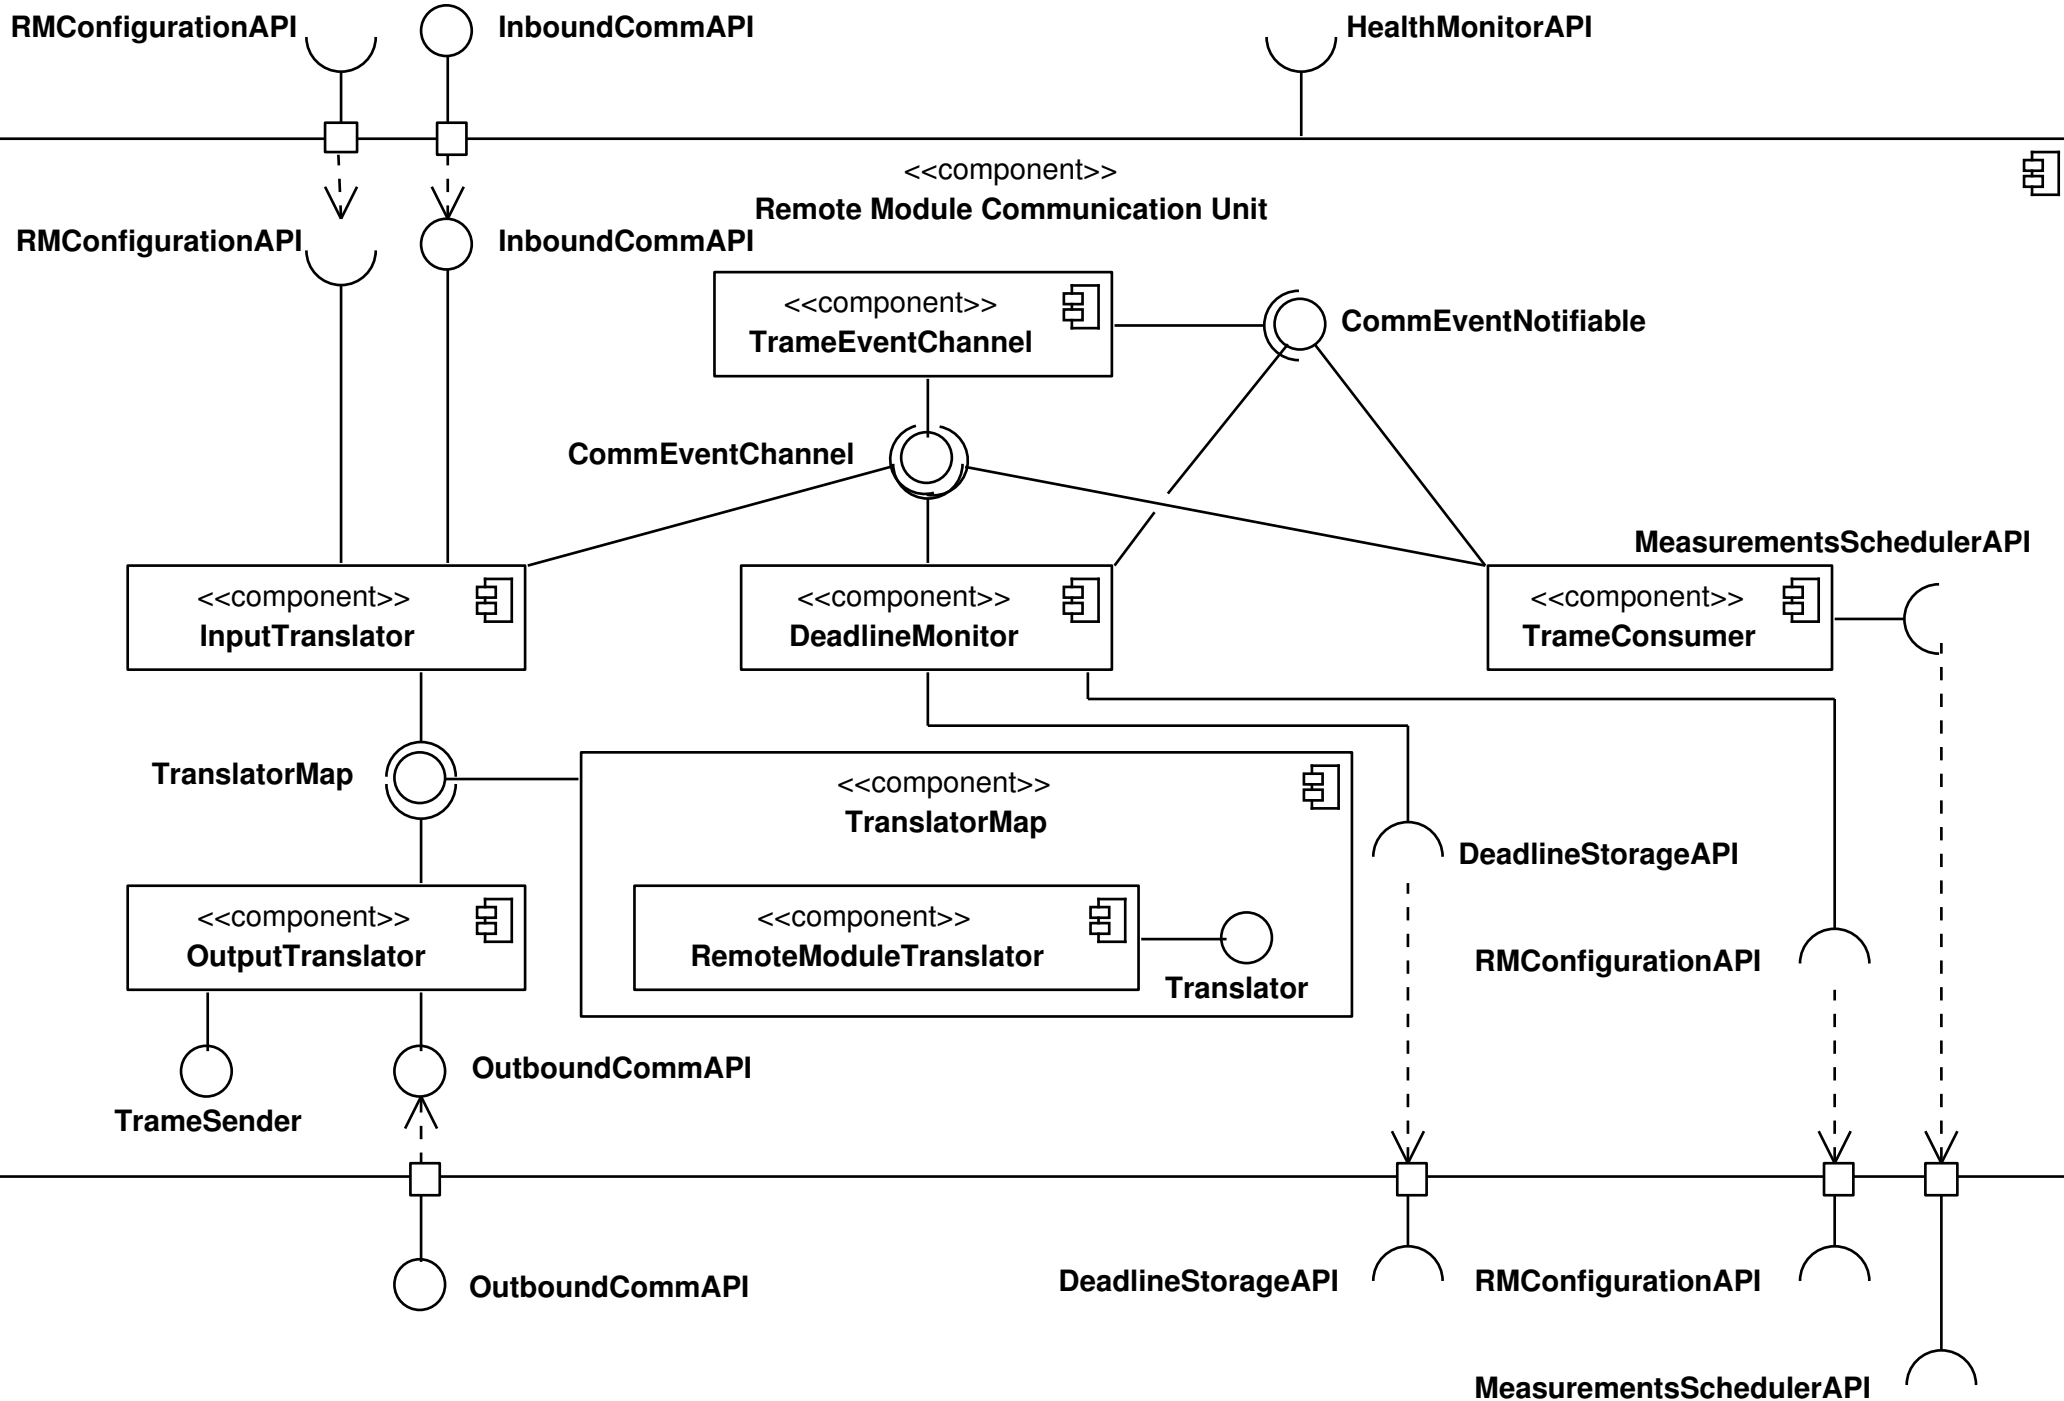 RMConfigurationAPI
InboundCommAPI
HealthMonitorAPI
<<component>>
Remote Module Communication Unit
RMConfigurationAPI
InboundCommAPI
<<component>>
TrameEventChannel
CommEventNotifiable
CommEventChannel
MeasurementsSchedulerAPI
<<component>>
InputTranslator
<<component>>
DeadlineMonitor
<<component>>
TrameConsumer
TranslatorMap
<<component>>
TranslatorMap
DeadlineStorageAPI
<<component>>
OutputTranslator
<<component>>
RemoteModuleTranslator
Translator
RMConfigurationAPI
OutboundCommAPI
TrameSender
OutboundCommAPI
DeadlineStorageAPI
RMConfigurationAPI
MeasurementsSchedulerAPI